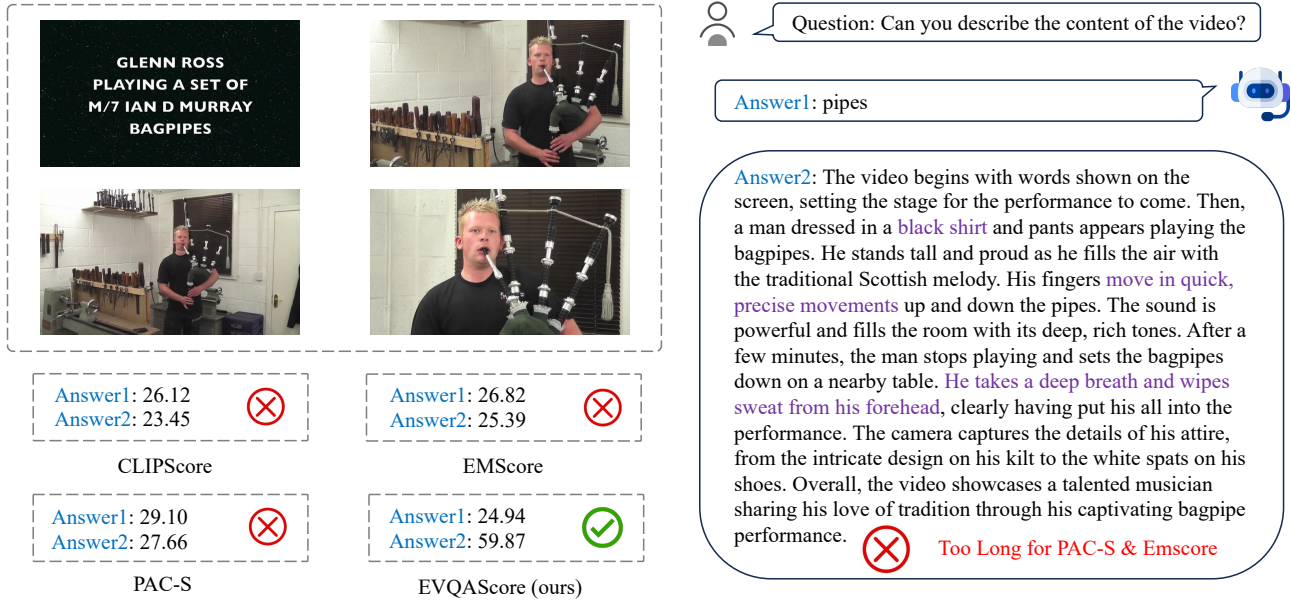 GLENN ROSS
PLAYING A SET OF
M/7 IAN D MURRAY
BAGPIPES
Answer1: 26.12
Answer2: 23.45
CLIPScore
Answer1: 26.82
Answer2: 25.39
EMScore
Answer1: 29.10
Answer2: 27.66
PAC-S
Answer1: 24.94
Answer2: 59.87
EVQAScore (ours)
Question: Can you describe the content of the video?
Answer1: pipes
Answer2: The video begins with words shown on the
screen, setting the stage for the performance to come. Then,
a man dressed in a black shirt and pants appears playing the
bagpipes. He stands tall and proud as he fills the air with
the traditional Scottish melody. His fingers move in quick,
precise movements up and down the pipes. The sound is
powerful and fills the room with its deep, rich tones. After a
few minutes, the man stops playing and sets the bagpipes
down on a nearby table. He takes a deep breath and wipes
sweat from his forehead, clearly having put his all into the
performance. The camera captures the details of his attire,
from the intricate design on his kilt to the white spats on his
shoes. Overall, the video showcases a talented musician
sharing his love of tradition through his captivating bagpipe
performance.
Too Long for PAC-S & Emscore